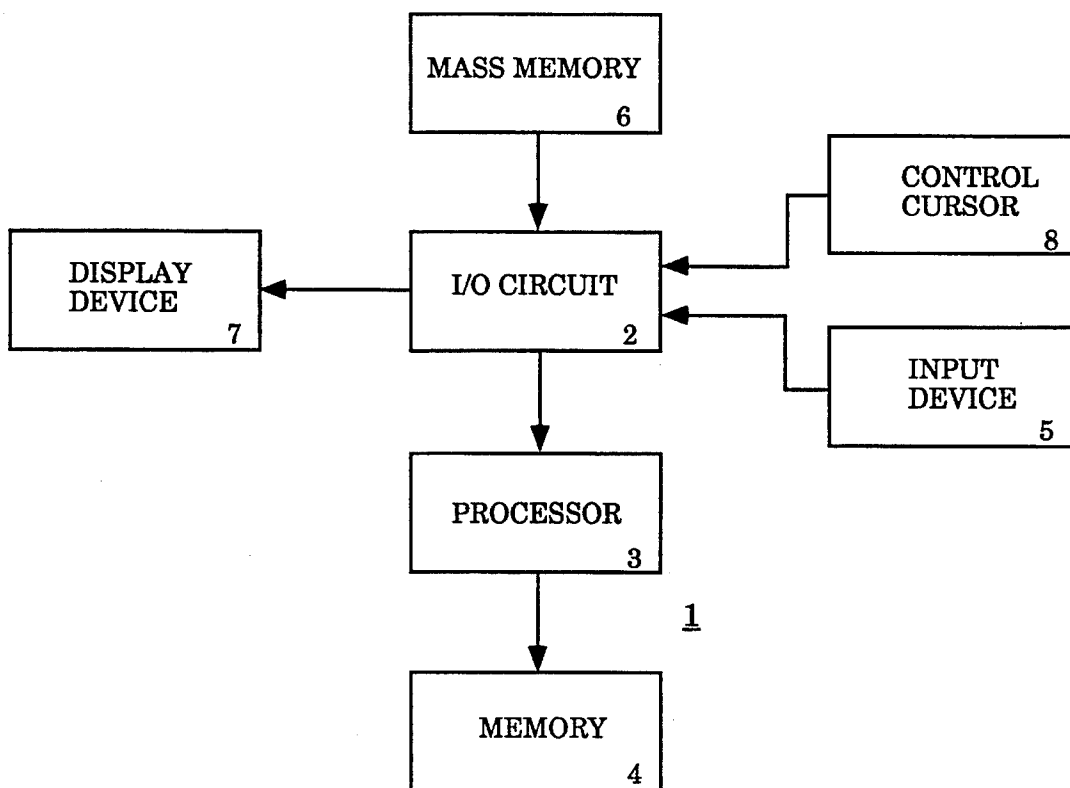 MASS MEMORY
6
CONTROL
CURSOR
8
DISPLAY
DEVICE
7
I/O CIRCUIT
2
INPUT
DEVICE
5
PROCESSOR
3
1
MEMORY
4